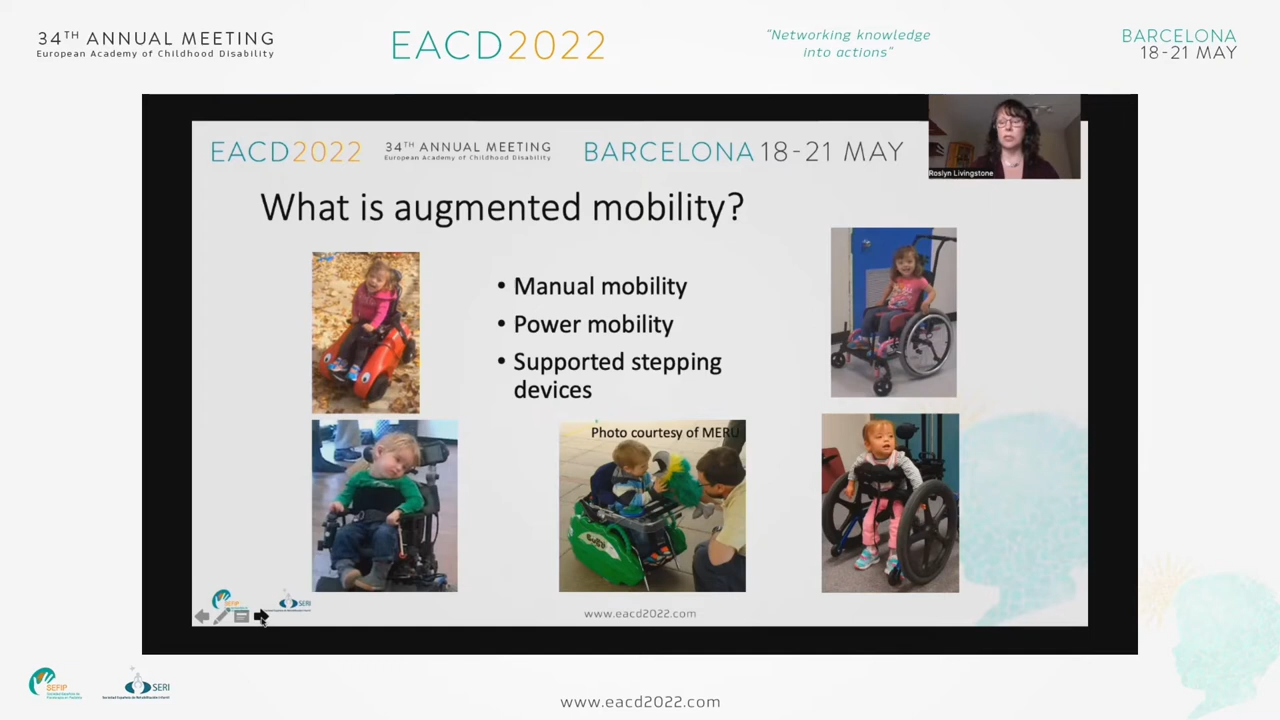 34TH ANNUAL MEETING
European Academy of Childhood Disability
EACD2022
"Networking knowledge
into actions"
BARCELONA
18-21 MAY
EACD2022
34TH ANNUAL MEETING
European Academy of Childhood Disability
BARCELONA 18-21 MAY
Roslyn Livingstone
What is augmented mobility?
• Manual mobility
• Power mobility
• Supported stepping
devices
Photo courtesy of MERU
SEFIP
SERI
www.eacd2022.com
SEFIP
SERI
www.eacd2022.com